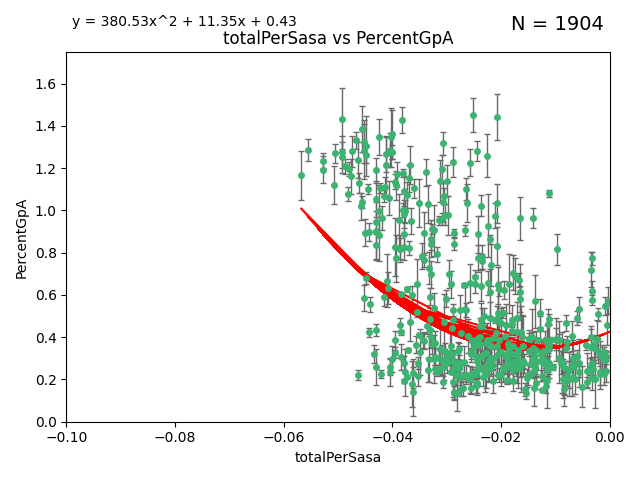 y = 380.53x^2 + 11.35x + 0.43
N = 1904
totalPerSasa vs PercentGpA
PercentGpA
1.6
1.4
1.2
1.0
0.8
0.6
0.4
0.2
0.0
−0.10 −0.08 −0.06 −0.04 −0.02 0.00
totalPerSasa